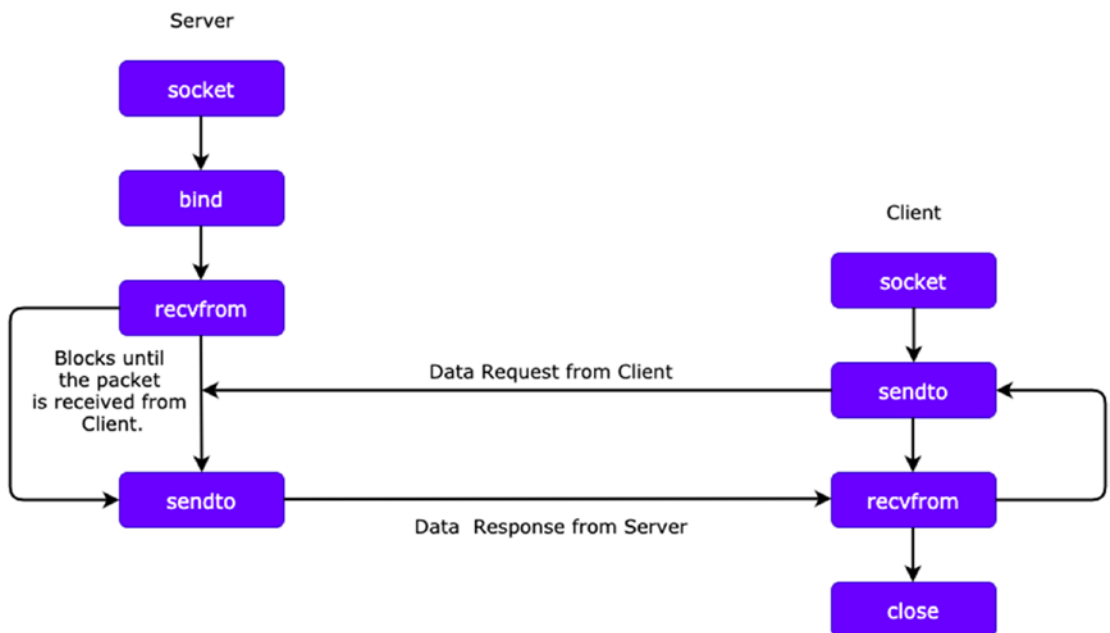 Server
socket
bind
Client
recvfrom
socket
Blocks until
the packet
is received from
Client.
Data Request from Client
sendto
sendto
recvfrom
Data  Response from Server
close